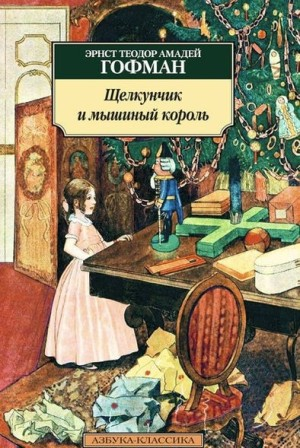 ЭРНСТ ТЕОДОР АМАДЕЙ
ГОФМАН
Щелкунчик
и мышиный король
АЗБУКА-КЛАССИКА